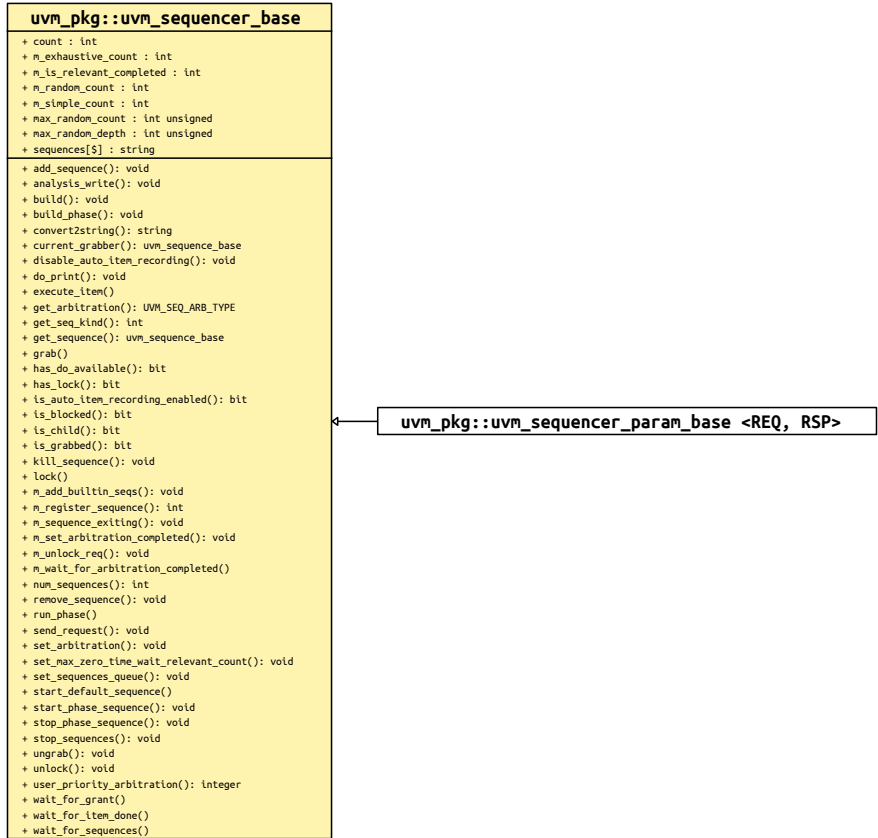 uvm_pkg::uvm_sequencer_base
+ count : int
+ m_exhaustive_count : int
+ m_is_relevant_completed : int
+ m_random_count : int
+ m_simple_count : int
+ max_random_count : int unsigned
+ max_random_depth : int unsigned
+ sequences[$] : string
+ add_sequence(): void
+ analysis_write(): void
+ build(): void
+ build_phase(): void
+ convert2string(): string
+ current_grabber(): uvm_sequence_base
+ disable_auto_item_recording(): void
+ do_print(): void
+ execute_item()
+ get_arbitration(): UVM_SEQ_ARB_TYPE
+ get_seq_kind(): int
+ get_sequence(): uvm_sequence_base
+ grab()
+ has_do_available(): bit
+ has_lock(): bit
+ is_auto_item_recording_enabled(): bit
+ is_blocked(): bit
+ is_child(): bit
+ is_grabbed(): bit
+ kill_sequence(): void
+ lock()
+ m_add_builtin_seqs(): void
+ m_register_sequence(): int
+ m_sequence_exiting(): void
+ m_set_arbitration_completed(): void
+ m_unlock_req(): void
+ m_wait_for_arbitration_completed()
+ num_sequences(): int
+ remove_sequence(): void
+ run_phase()
+ send_request(): void
+ set_arbitration(): void
+ set_max_zero_time_wait_relevant_count(): void
+ set_sequences_queue(): void
+ start_default_sequence()
+ start_phase_sequence(): void
+ stop_phase_sequence(): void
+ stop_sequences(): void
+ ungrab(): void
+ unlock(): void
+ user_priority_arbitration(): integer
+ wait_for_grant()
+ wait_for_item_done()
+ wait_for_sequences()
uvm_pkg::uvm_sequencer_param_base <REQ, RSP>